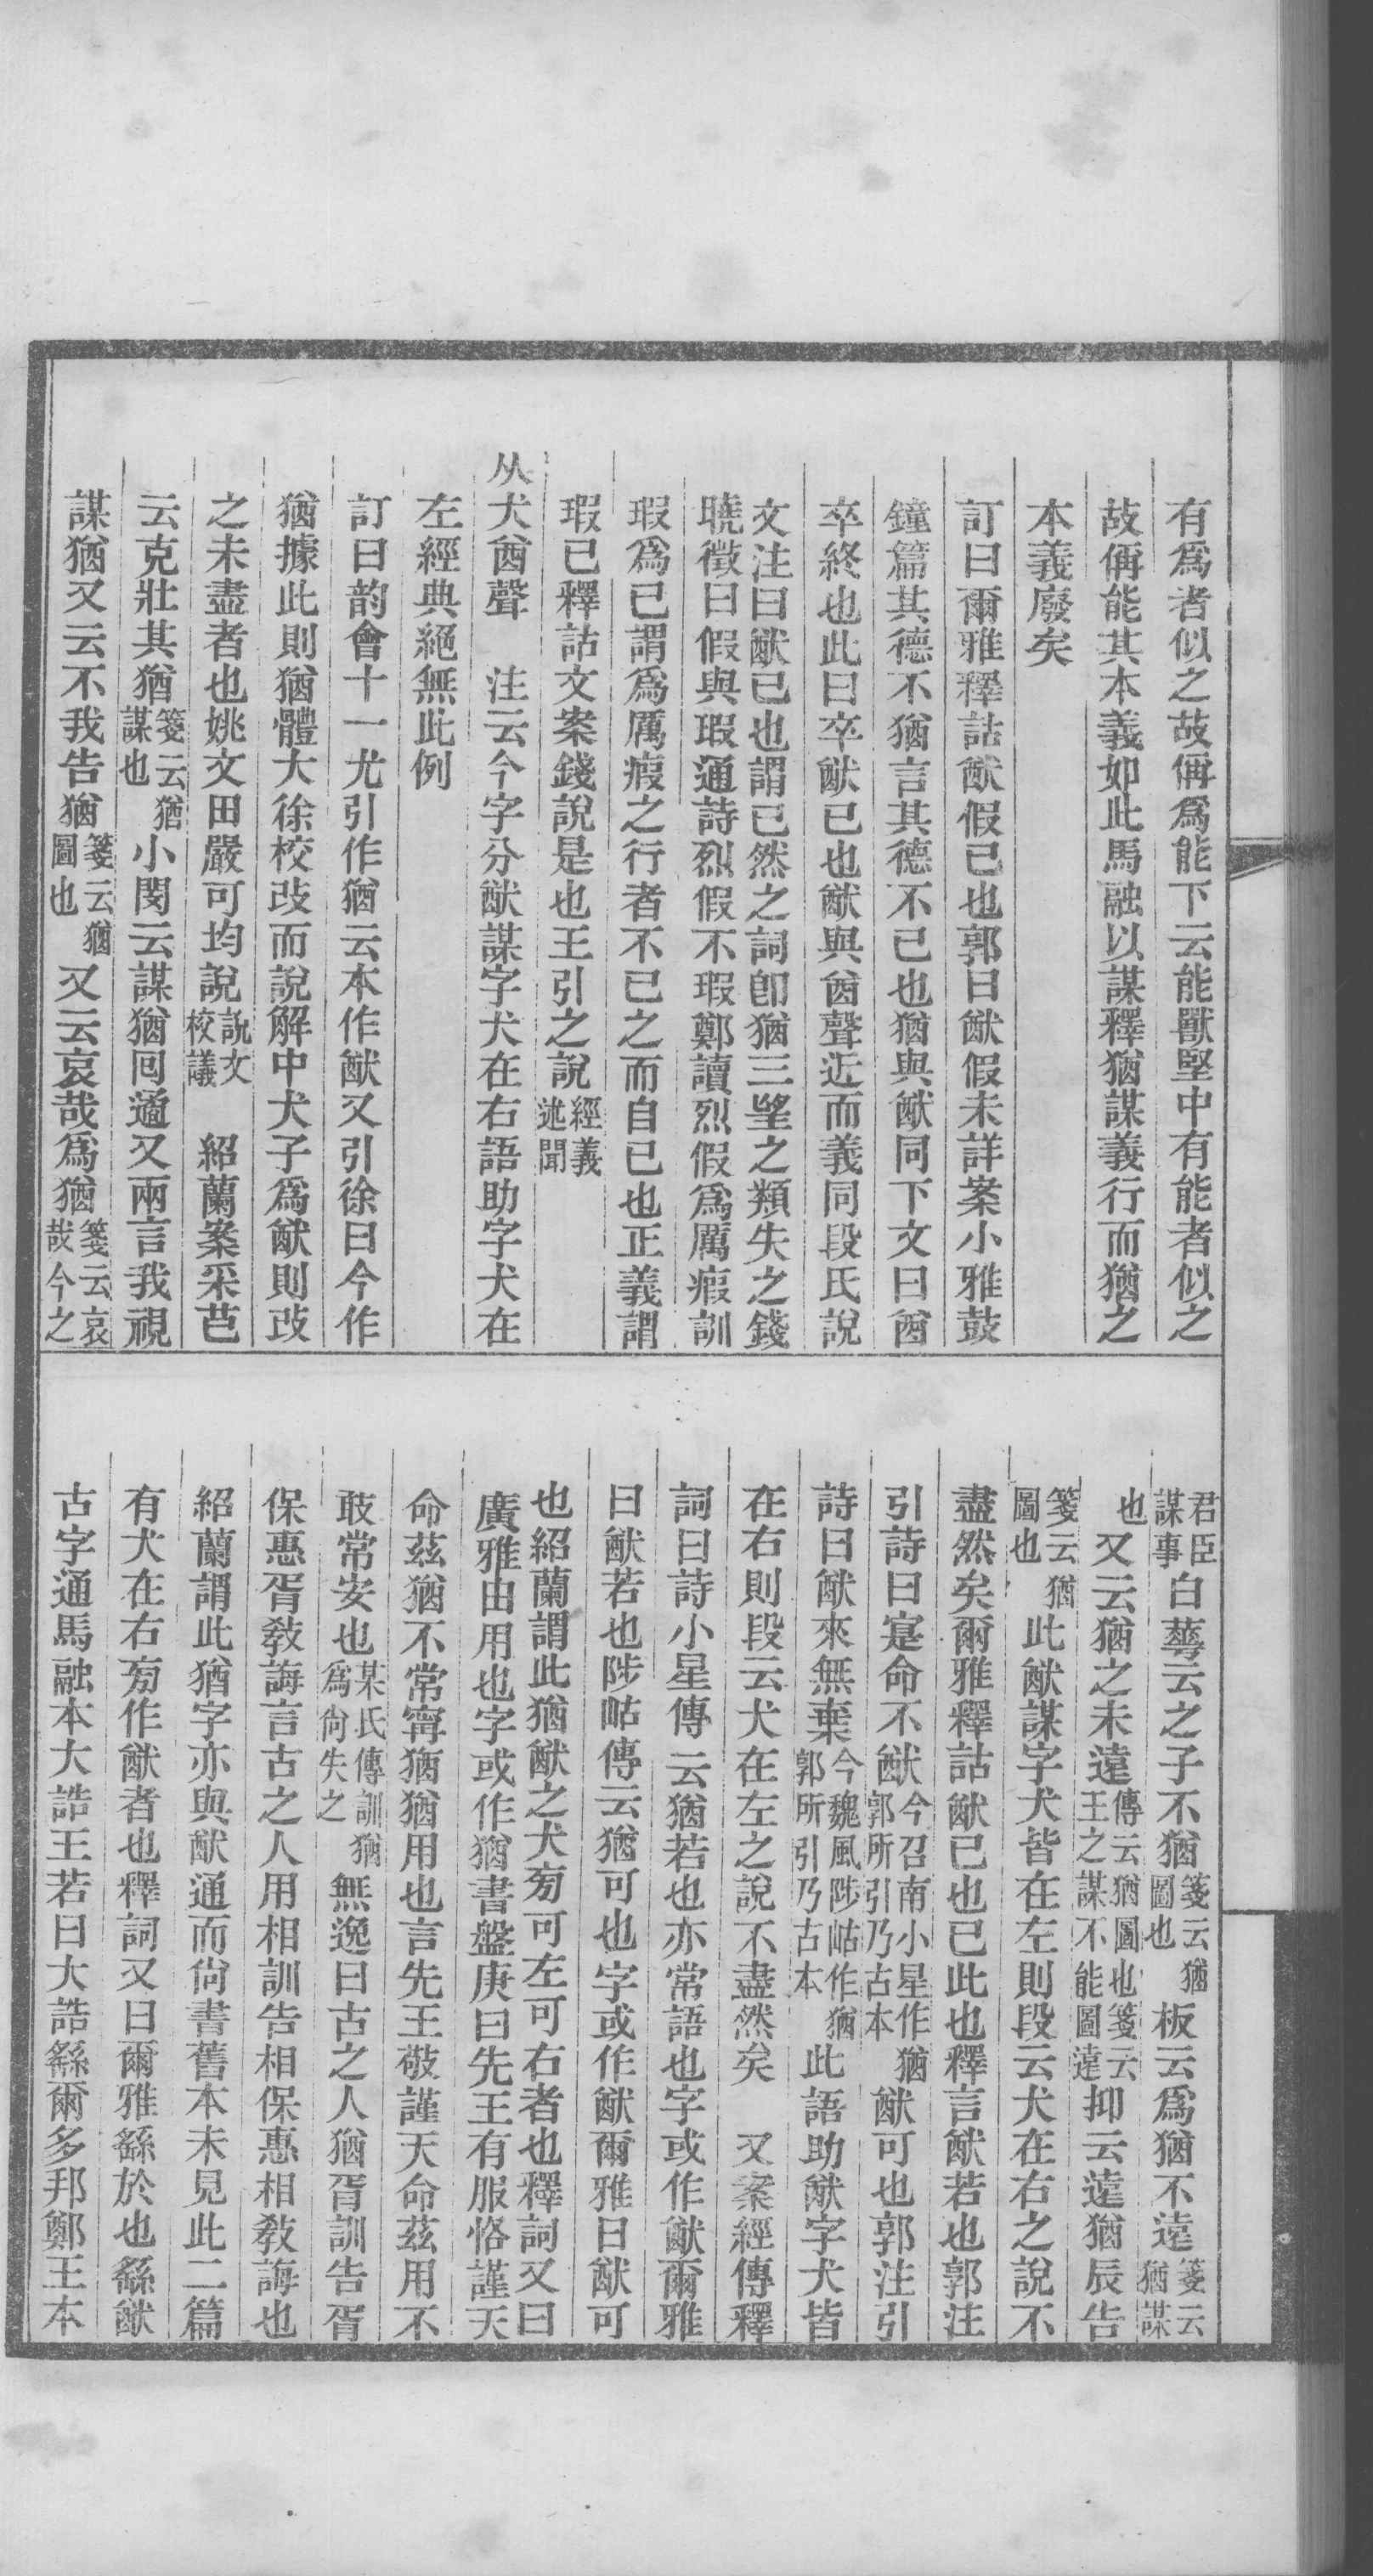 有爲者似之故偁爲能下云能獸堅中有能者似之
故偁能其本義如此馬融以謀釋猶謀義行而猶之
本義廢矣
訂曰爾雅釋詁猷假已也郭曰猷假未詳案小雅鼓
鐘篇其德不猶言其德不已也猶與猷同下文曰酋
卒終也此曰卒猷已也猷與酋聲近而義同段氏說
文注曰猷已也謂已然之詞卽猶三朢之類失之錢
曉徵曰假與瑕通詩烈假不瑕鄭讀烈假爲厲瘕訓
瑕爲已謂爲厲瘕之行者不已之而自已也正義謂
瑕已釋詁文案錢說是也王引之說經義述聞
从犬酋聲　注云今字分猷謀字犬在右語助字犬在
左經典絕無此例
訂曰韵會十一尤引作猶云本作猷又引徐曰今作
猶據此則猶體大徐校改而說解中犬子爲猷則改
之未盡者也姚文田嚴可均說說文校議　紹蘭案采芑
云克壯其猶箋云猶謀也小閔云謀猶囘遹又兩言我視
謀猶又云不我告猶箋云猶圖也又云哀哉爲猶箋云哀哉今之
君臣謀事也白𦼮云之子不猶箋云猶圖也板云爲猶不遠箋云猶謀
也又云猶之未遠傳云猶圖也箋云王之謀不能圖遠抑云遠猶辰告
箋云猶圖也此猷謀字犬皆在左則段云犬在右之說不
盡然矣爾雅釋詁猷已也已此也釋言猷若也郭注
引詩曰寔命不猷今召南小星作猶郭所引乃古本猷可也郭注引
詩曰猷來無棄今魏風陟岵作猶郭所引乃古本此語助猷字犬皆
在右則段云犬在左之說不盡然矣　又案經傳釋
詞曰詩小星傳云猶若也亦常語也字或作猷爾雅
曰猷若也陟岵傳云猶可也字或作猷爾雅曰猷可
也紹蘭謂此猶猷之犬㫄可左可右者也釋詞又曰
廣雅由用也字或作猶書盤庚曰先王有服恪謹天
命茲猶不常寧猶猶用也言先王敬謹天命茲用不
敢常安也某氏傳訓猶爲尙失之無逸曰古之人猶胥訓告胥
保惠胥教誨言古之人用相訓告相保惠相教誨也
紹蘭謂此猶字亦與猷通而尙書舊本未見此二篇
有犬在右㫄作猷者也釋詞又曰爾雅繇於也繇猷
古字通馬融本大誥王若曰大誥繇爾多邦鄭王本